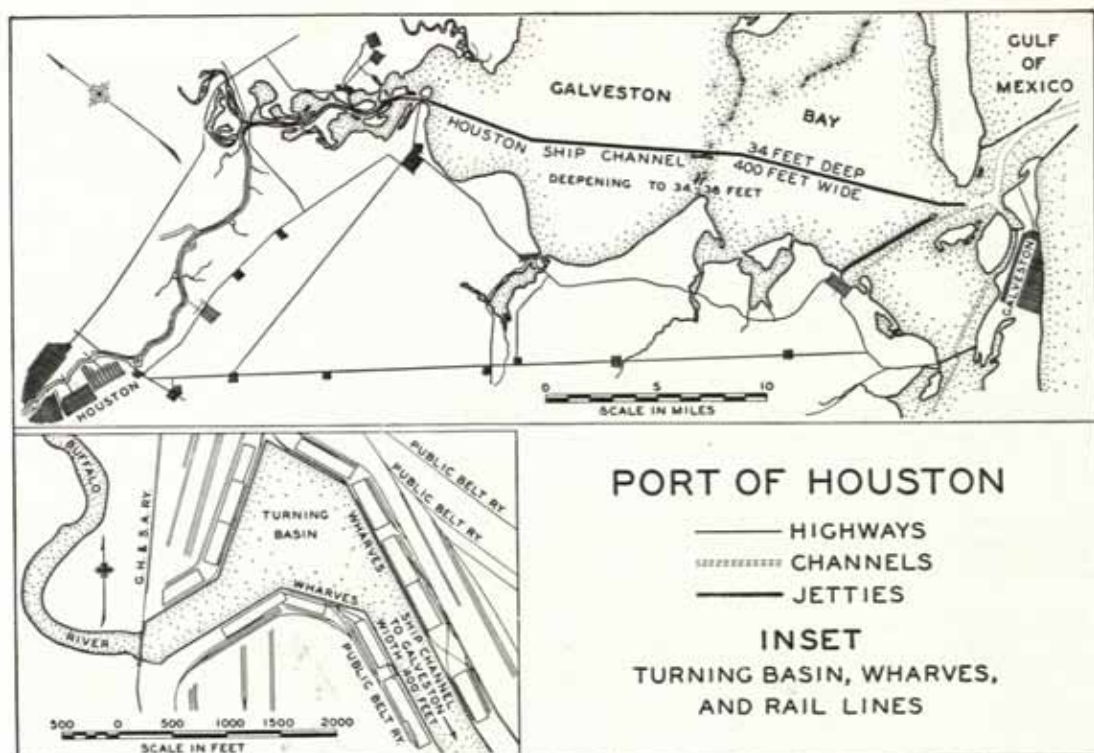 GULF
OF
MEXICO
GALVESTON
BAY
HOUSTON SHIP CHANNEL
34 FEET DEEP
400 FEET WIDE
DEEPENING TO 34-36 FEET
GALVESTON
HOUSTON
0 5 10
SCALE IN MILES
BUFFALO
RIVER
G.H.& S.A. RY
TURNING
BASIN
WHARVES
WHARVES
PUBLIC BELT RY
PUBLIC BELT RY.
PUBLIC BELT RY.
SHIP CHANNEL
TO GALVESTON
WIDTH 400 FEET
500 0 500 1000 1500 2000
SCALE IN FEET
PORT OF HOUSTON
HIGHWAYS
CHANNELS
JETTIES
INSET
TURNING BASIN, WHARVES,
AND RAIL LINES